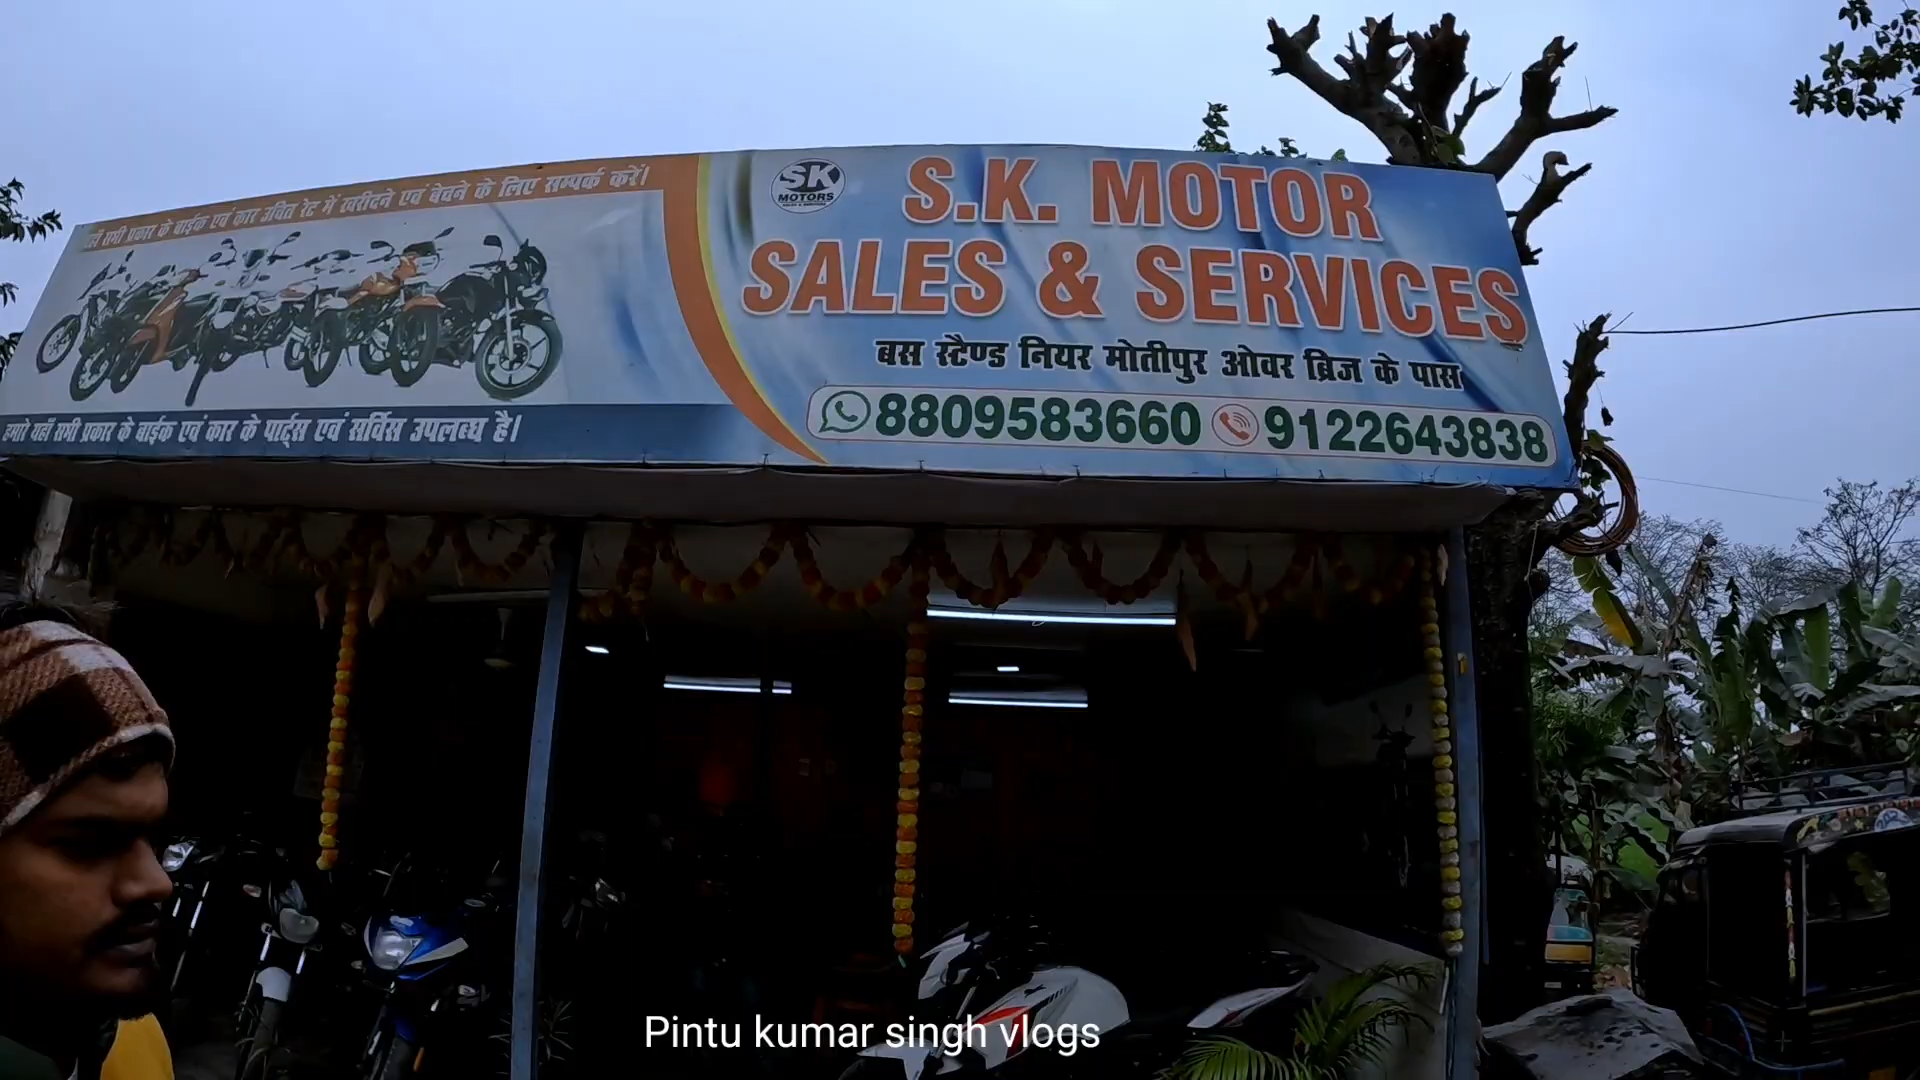 यहाँ सभी प्रकार के बाईक एवं कार उचित रेट में खरीदने एवं बेचने के लिए सम्पर्क करें।
SK
MOTORS
S.K. MOTOR
SALES & SERVICES
बस स्टैण्ड नियर मोतीपुर ओवर ब्रिज के पास
8809583660 9122643838
हमारे यहाँ सभी प्रकार के बाईक एवं कार के पार्ट्स एवं सर्विस उपलब्ध है।
Pintu kumar singh vlogs